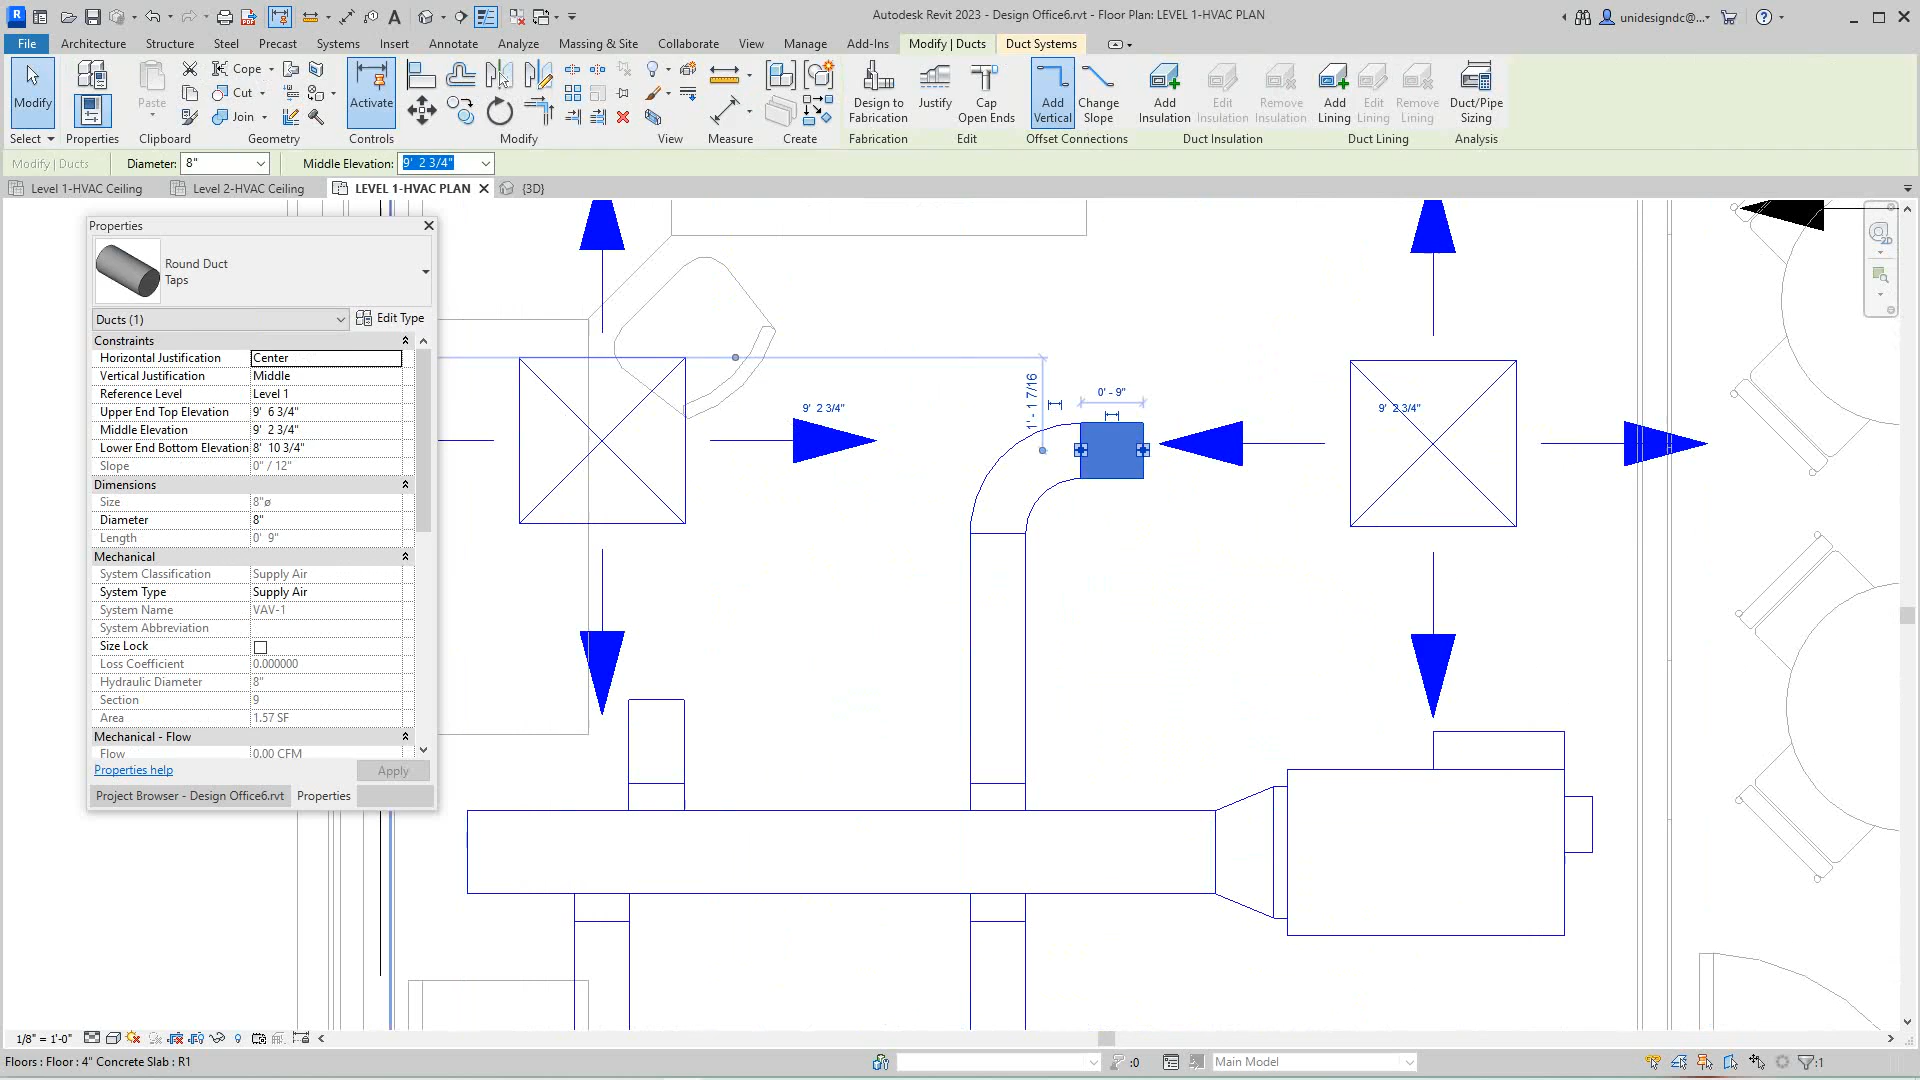 Autodesk Revit 2023 - Design Office6.rvt - Floor Plan: LEVEL 1-HVAC PLAN
unidesigndc@...
File Architecture Structure Steel Precast Systems Insert Annotate Analyze Massing & Site Collaborate View Manage Add-Ins Modify | Ducts Duct Systems
Modify
Paste
Cope
Cut
Join
Activate
Design to Fabrication
Justify
Cap Open Ends
Add Vertical
Change Slope
Add Insulation
Edit Insulation
Remove Insulation
Add Lining
Edit Lining
Remove Lining
Duct/Pipe Sizing
Select Properties Clipboard Geometry Controls Modify View Measure Create Fabrication Edit Offset Connections Duct Insulation Duct Lining Analysis
Modify | Ducts Diameter: 8" Middle Elevation: 9' 2 3/4"
Level 1-HVAC Ceiling Level 2-HVAC Ceiling LEVEL 1-HVAC PLAN {3D}
Properties
Round Duct
Taps
Ducts (1) Edit Type
Constraints
Horizontal Justification Center
Vertical Justification Middle
Reference Level Level 1
Upper End Top Elevation 9' 6 3/4"
Middle Elevation 9' 2 3/4"
Lower End Bottom Elevation 8' 10 3/4"
Slope 0" / 12"
Dimensions
Size 8"ø
Diameter 8"
Length 0' 9"
Mechanical
System Classification Supply Air
System Type Supply Air
System Name VAV-1
System Abbreviation
Size Lock
Loss Coefficient 0.000000
Hydraulic Diameter 8"
Section 9
Area 1.57 SF
Mechanical - Flow
Flow 0.00 CFM
Properties help Apply
Project Browser - Design Office6.rvt Properties
9' 2 3/4"
1' - 1 7/16
0' - 9"
9' 2 3/4"
2D
1/8" = 1'-0"
Floors : Floor : 4" Concrete Slab : R1
:0
Main Model
:1